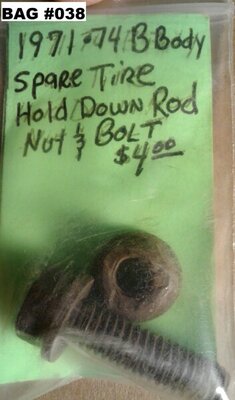 BAG #038
1971-74/B Body
Spare Tire
Hold/Down Rod
Nut & BOLT
$4.00